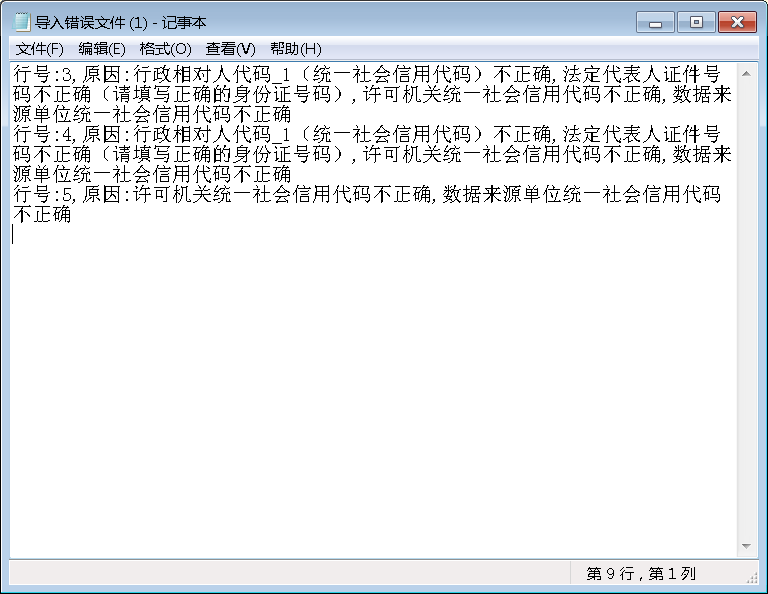 导入错误文件 (1) - 记事本
文件(F) 编辑(E) 格式(O) 查看(V) 帮助(H)
行号:3,原因:行政相对人代码_1（统一社会信用代码）不正确,法定代表人证件号
码不正确（请填写正确的身份证号码）,许可机关统一社会信用代码不正确,数据来
源单位统一社会信用代码不正确
行号:4,原因:行政相对人代码_1（统一社会信用代码）不正确,法定代表人证件号
码不正确（请填写正确的身份证号码）,许可机关统一社会信用代码不正确,数据来
源单位统一社会信用代码不正确
行号:5,原因:许可机关统一社会信用代码不正确,数据来源单位统一社会信用代码
不正确
第 9 行，第 1 列